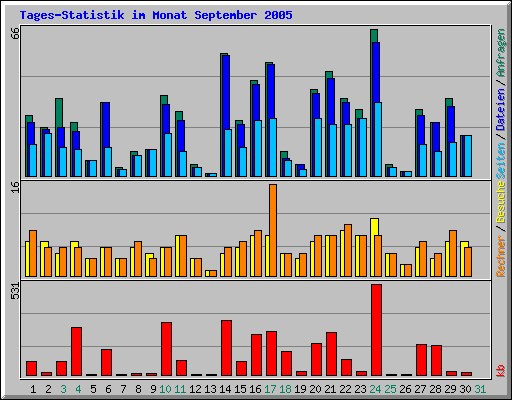 Tages-Statistik im Monat September 2005
66
Rechner / Besuche Seiten / Dateien / Anfragen
16
531
kb
1 2 3 4 5 6 7 8 9 10 11 12 13 14 15 16 17 18 19 20 21 22 23 24 25 26 27 28 29 30 31